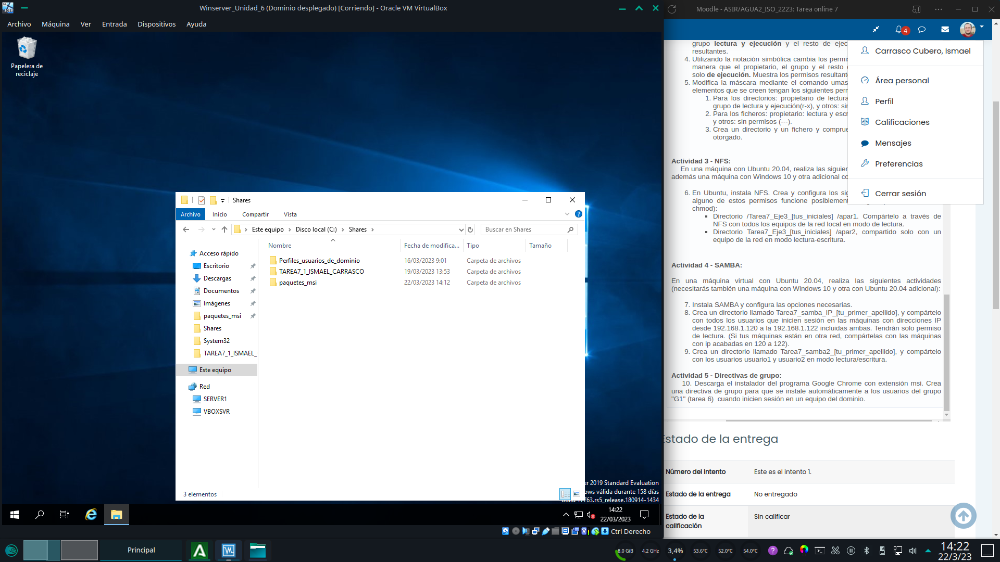 Winserver_Unidad_6 (Dominio desplegado) [Corriendo] - Oracle VM VirtualBox
Archivo Máquina Ver Entrada Dispositivos Ayuda
Papelera de
reciclaje
Shares
Archivo Inicio Compartir Vista
Este equipo Disco local (C:) Shares
Buscar en Shares
Nombre Fecha de modifica... Tipo Tamaño
Acceso rápido
Escritorio
Descargas
Documentos
Imágenes
paquetes_msi
Shares
System32
TAREA7_1_ISMAEL_
Este equipo
Red
SERVER1
VBOXSVR
Perfiles_usuarios_de_dominio 16/03/2023 9:01 Carpeta de archivos
TAREA7_1_ISMAEL_CARRASCO 19/03/2023 13:53 Carpeta de archivos
paquetes_msi 22/03/2023 14:12 Carpeta de archivos
3 elementos
er 2019 Standard Evaluation
ows válida durante 158 días
Build 17763.rs5_release.180914-1434
14:22
22/03/2023
Ctrl Derecho
Moodle - ASIR/AGUA2_ISO_2223: Tarea online 7
4
Carrasco Cubero, Ismael
Área personal
Perfil
Calificaciones
Mensajes
Preferencias
Cerrar sesión
grupo lectura y ejecución y el resto de ejec
resultantes.
4. Utilizando la notación simbólica cambia los permis
manera que el propietario, el grupo y el resto
solo de ejecución. Muestra los permisos resultant
5. Modifica la máscara mediante el comando umas
elementos que se creen tengan los siguientes perm
1. Para los directorios: propietario de lectura
grupo de lectura y ejecución(r-x), y otros: sin
2. Para los ficheros: propietario: lectura y escr
y otros: sin permisos (---).
3. Crea un directorio y un fichero y comprue
otorgado.
Actividad 3 - NFS:
En una máquina con Ubuntu 20.04, realiza las siguien
además una máquina con Windows 10 y otra adicional co
6. En Ubuntu, instala NFS. Crea y configura los sig
alguno de estos permisos funcione posiblement
chmod):
Directorio /Tarea7_Eje3_[tus_iniciales] /apar1. Compártelo a través de
NFS con todos los equipos de la red local en modo de lectura.
Directorio Tarea7_Eje3_[tus_iniciales] /apar2, compartido solo con un
equipo de la red en modo lectura-escritura.
Actividad 4 - SAMBA:
En una máquina virtual con Ubuntu 20.04, realiza las siguientes actividades
(necesitarás también una máquina con Windows 10 y otra con Ubuntu 20.04 adicional):
7. Instala SAMBA y configura las opciones necesarias.
8. Crea un directorio llamado Tarea7_samba_IP_[tu_primer_apellido], y compártelo
con todos los usuarios que inicien sesión en las máquinas con direcciones IP
desde 192.168.1.120 a la 192.168.1.122 incluidas ambas. Tendrán solo permiso
de lectura. (Si tus máquinas están en otra red, compártelas con las máquinas
con ip acabadas en 120 a 122).
9. Crea un directorio llamado Tarea7_samba2_[tu_primer_apellido], y compártelo
con los usuarios usuario1 y usuario2 en modo lectura/escritura.
Actividad 5 - Directivas de grupo:
10. Descarga el instalador del programa Google Chrome con extensión msi. Crea
una directiva de grupo para que se instale automáticamente a los usuarios del grupo
"G1" (tarea 6) cuando inicien sesión en un equipo del dominio.
Estado de la entrega
Número del intento Este es el intento 1.
Estado de la entrega No entregado
Estado de la Sin calificar
calificación
Principal
8,0 GiB 4,2 GHz 3,4% 53,6°C 52,0°C 54,0°C
14:22
22/3/23